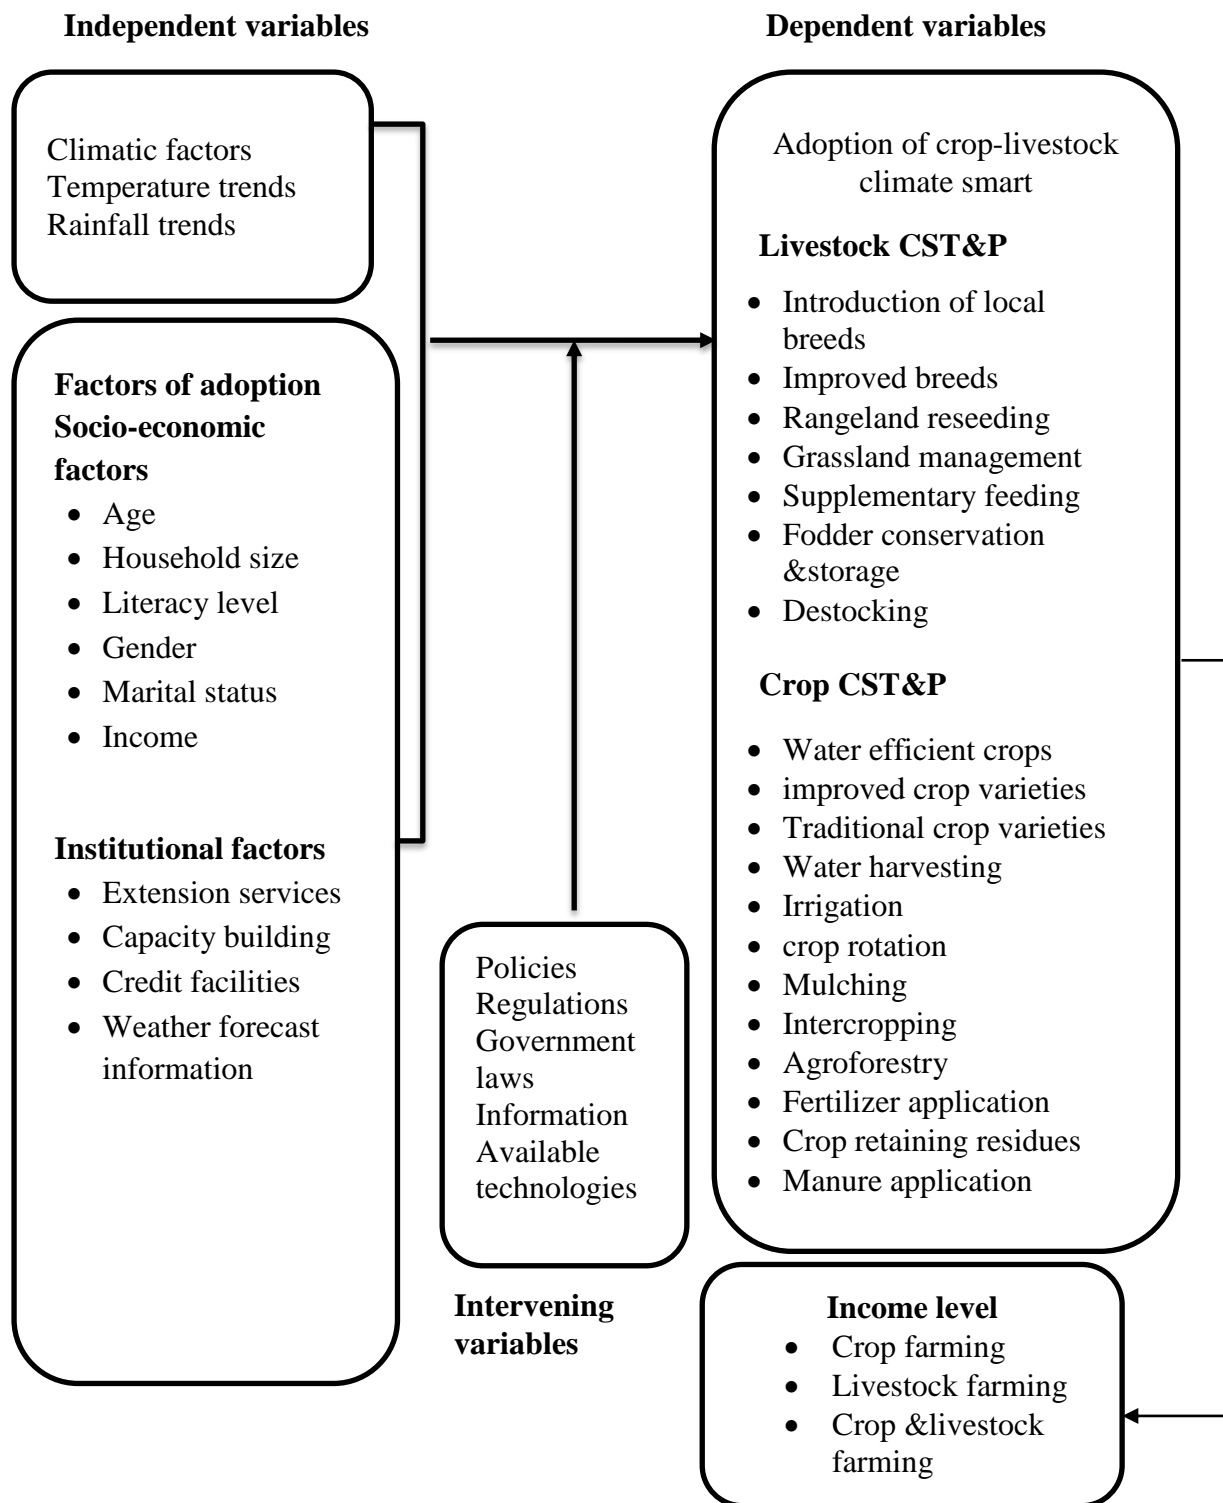 Independent variables
Dependent variables
Climatic factors
Temperature trends
Rainfall trends
Factors of adoption
Socio-economic
factors
• Age
• Household size
• Literacy level
• Gender
• Marital status
• Income
Institutional factors
• Extension services
• Capacity building
• Credit facilities
• Weather forecast
information
Policies
Regulations
Government
laws
Information
Available
technologies
Intervening
variables
Adoption of crop-livestock
climate smart
Livestock CST&P
• Introduction of local
breeds
• Improved breeds
• Rangeland reseeding
• Grassland management
• Supplementary feeding
• Fodder conservation
&storage
• Destocking
Crop CST&P
• Water efficient crops
• improved crop varieties
• Traditional crop varieties
• Water harvesting
• Irrigation
• crop rotation
• Mulching
• Intercropping
• Agroforestry
• Fertilizer application
• Crop retaining residues
• Manure application
Income level
• Crop farming
• Livestock farming
• Crop &livestock
farming